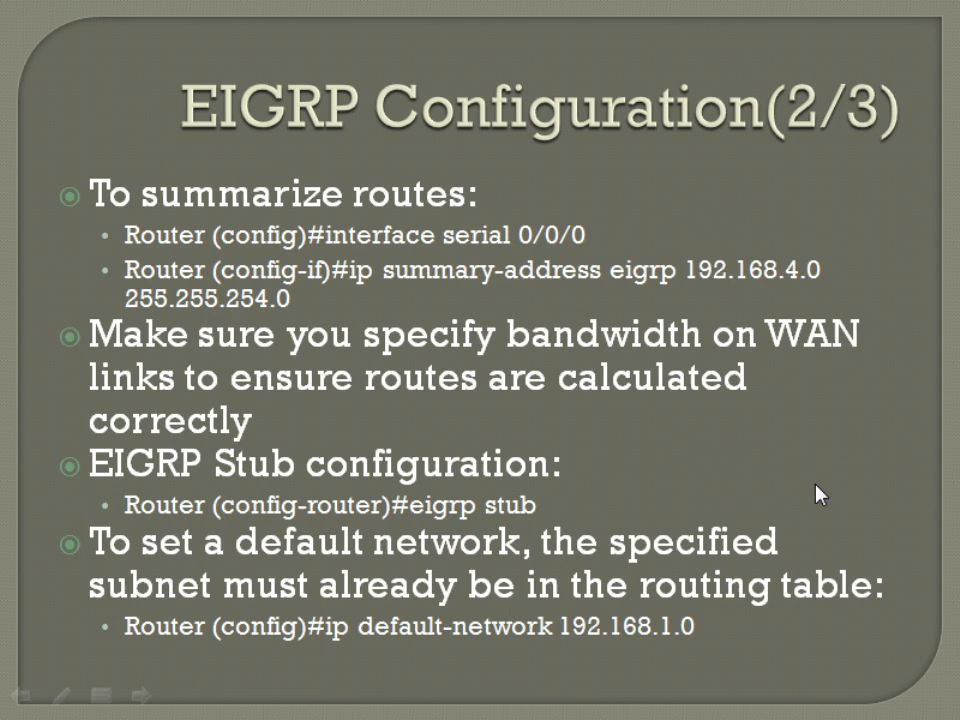 EIGRP Configuration(2/3)
To summarize routes:
Router (config)#interface serial 0/0/0
Router (config-if)#ip summary-address eigrp 192.168.4.0
255.255.254.0
Make sure you specify bandwidth on WAN
links to ensure routes are calculated
correctly
EIGRP Stub configuration:
Router (config-router)#eigrp stub
To set a default network, the specified
subnet must already be in the routing table:
Router (config)#ip default-network 192.168.1.0